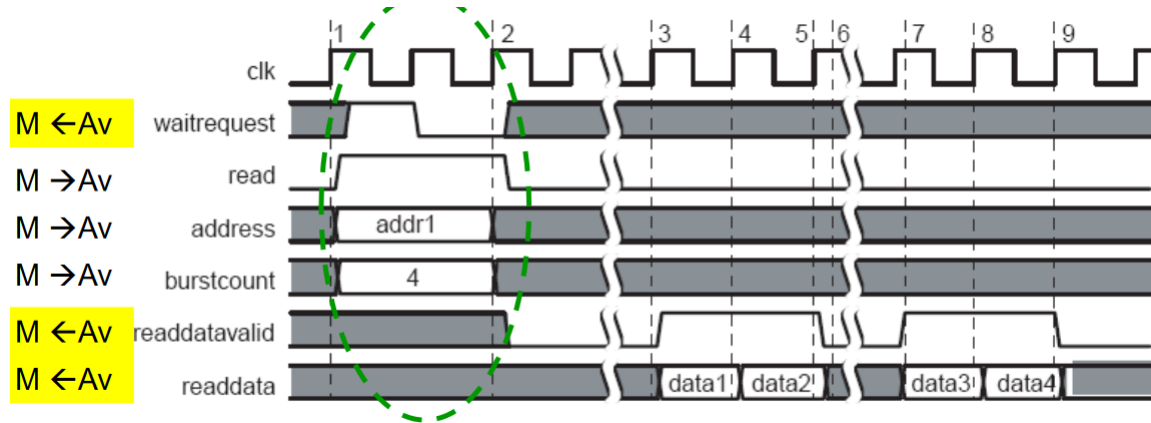 1 2 3 4 5 6 7 8 9
clk
M ←Av waitrequest
M →Av read
M →Av address addr1
M →Av burstcount 4
M ←Av readdatavalid
M ←Av readdata data1 data2 data3 data4